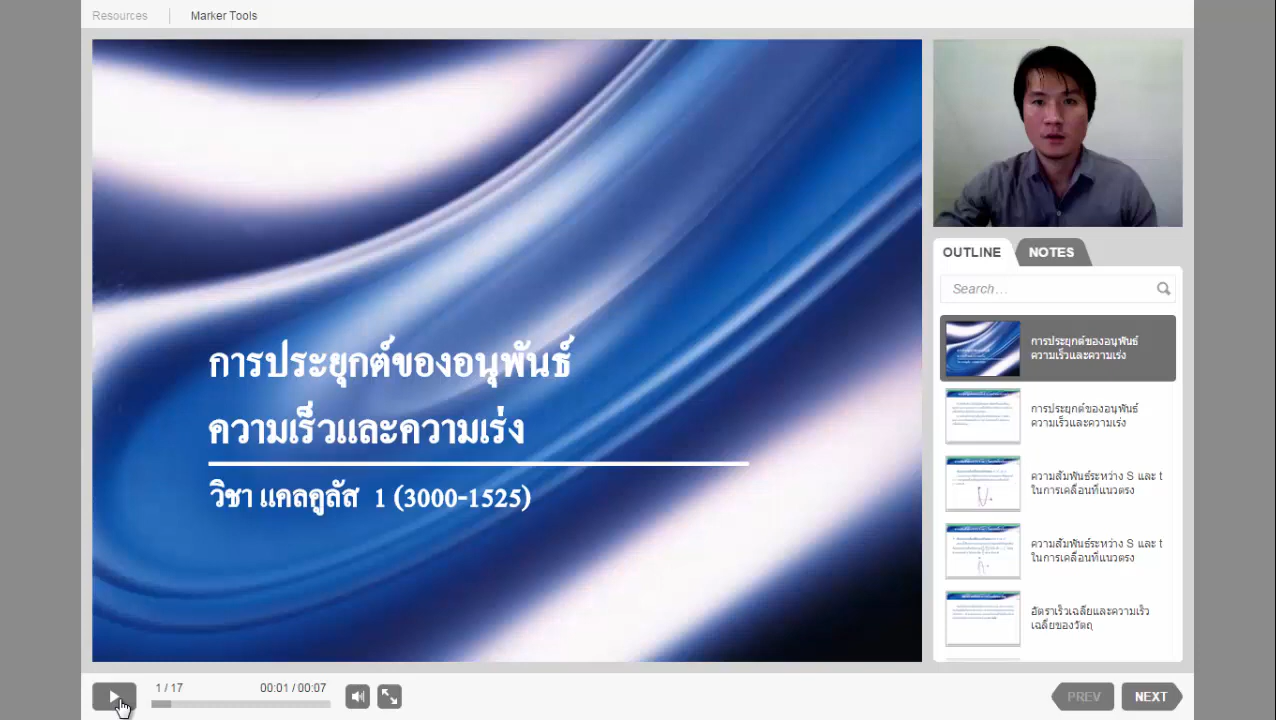 Resources
Marker Tools
การประยุกต์ของอนุพันธ์
ความเร็วและความเร่ง
วิชาแคลคูลัส 1 (3000-1525)
OUTLINE
NOTES
Search...
การประยุกต์ของอนุพันธ์
ความเร็วและความเร่ง
การประยุกต์ของอนุพันธ์
ความเร็วและความเร่ง
ความสัมพันธ์ระหว่าง S และ t
ในการเคลื่อนที่แนวตรง
ความสัมพันธ์ระหว่าง S และ t
ในการเคลื่อนที่แนวตรง
อัตราเร็วเฉลี่ยและความเร็ว
เฉลี่ยของวัตถุ
1 / 17
00:01 / 00:07
PREV
NEXT